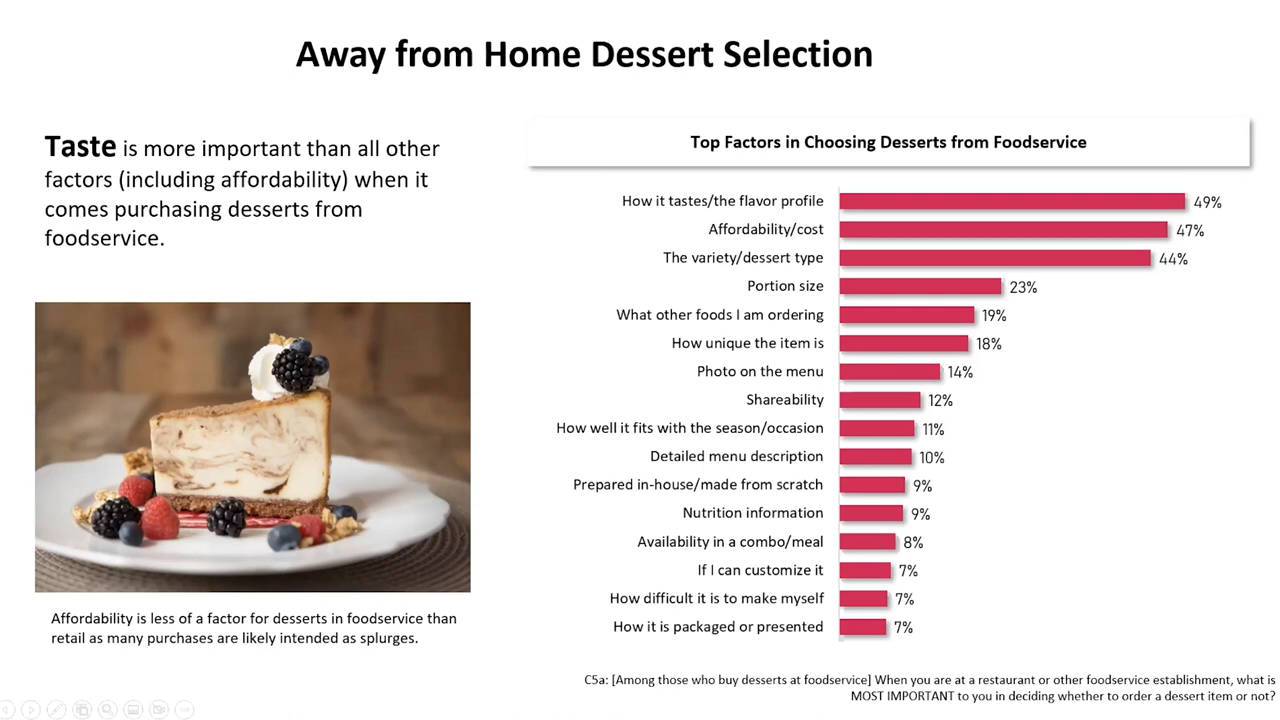 Away from Home Dessert Selection
Taste is more important than all other
factors (including affordability) when it
comes purchasing desserts from
foodservice.
Affordability is less of a factor for desserts in foodservice than
retail as many purchases are likely intended as splurges.
Top Factors in Choosing Desserts from Foodservice
How it tastes/the flavor profile 49%
Affordability/cost 47%
The variety/dessert type 44%
Portion size 23%
What other foods I am ordering 19%
How unique the item is 18%
Photo on the menu 14%
Shareability 12%
How well it fits with the season/occasion 11%
Detailed menu description 10%
Prepared in-house/made from scratch 9%
Nutrition information 9%
Availability in a combo/meal 8%
If I can customize it 7%
How difficult it is to make myself 7%
How it is packaged or presented 7%
C5a: [Among those who buy desserts at foodservice] When you are at a restaurant or other foodservice establishment, what is
MOST IMPORTANT to you in deciding whether to order a dessert item or not?